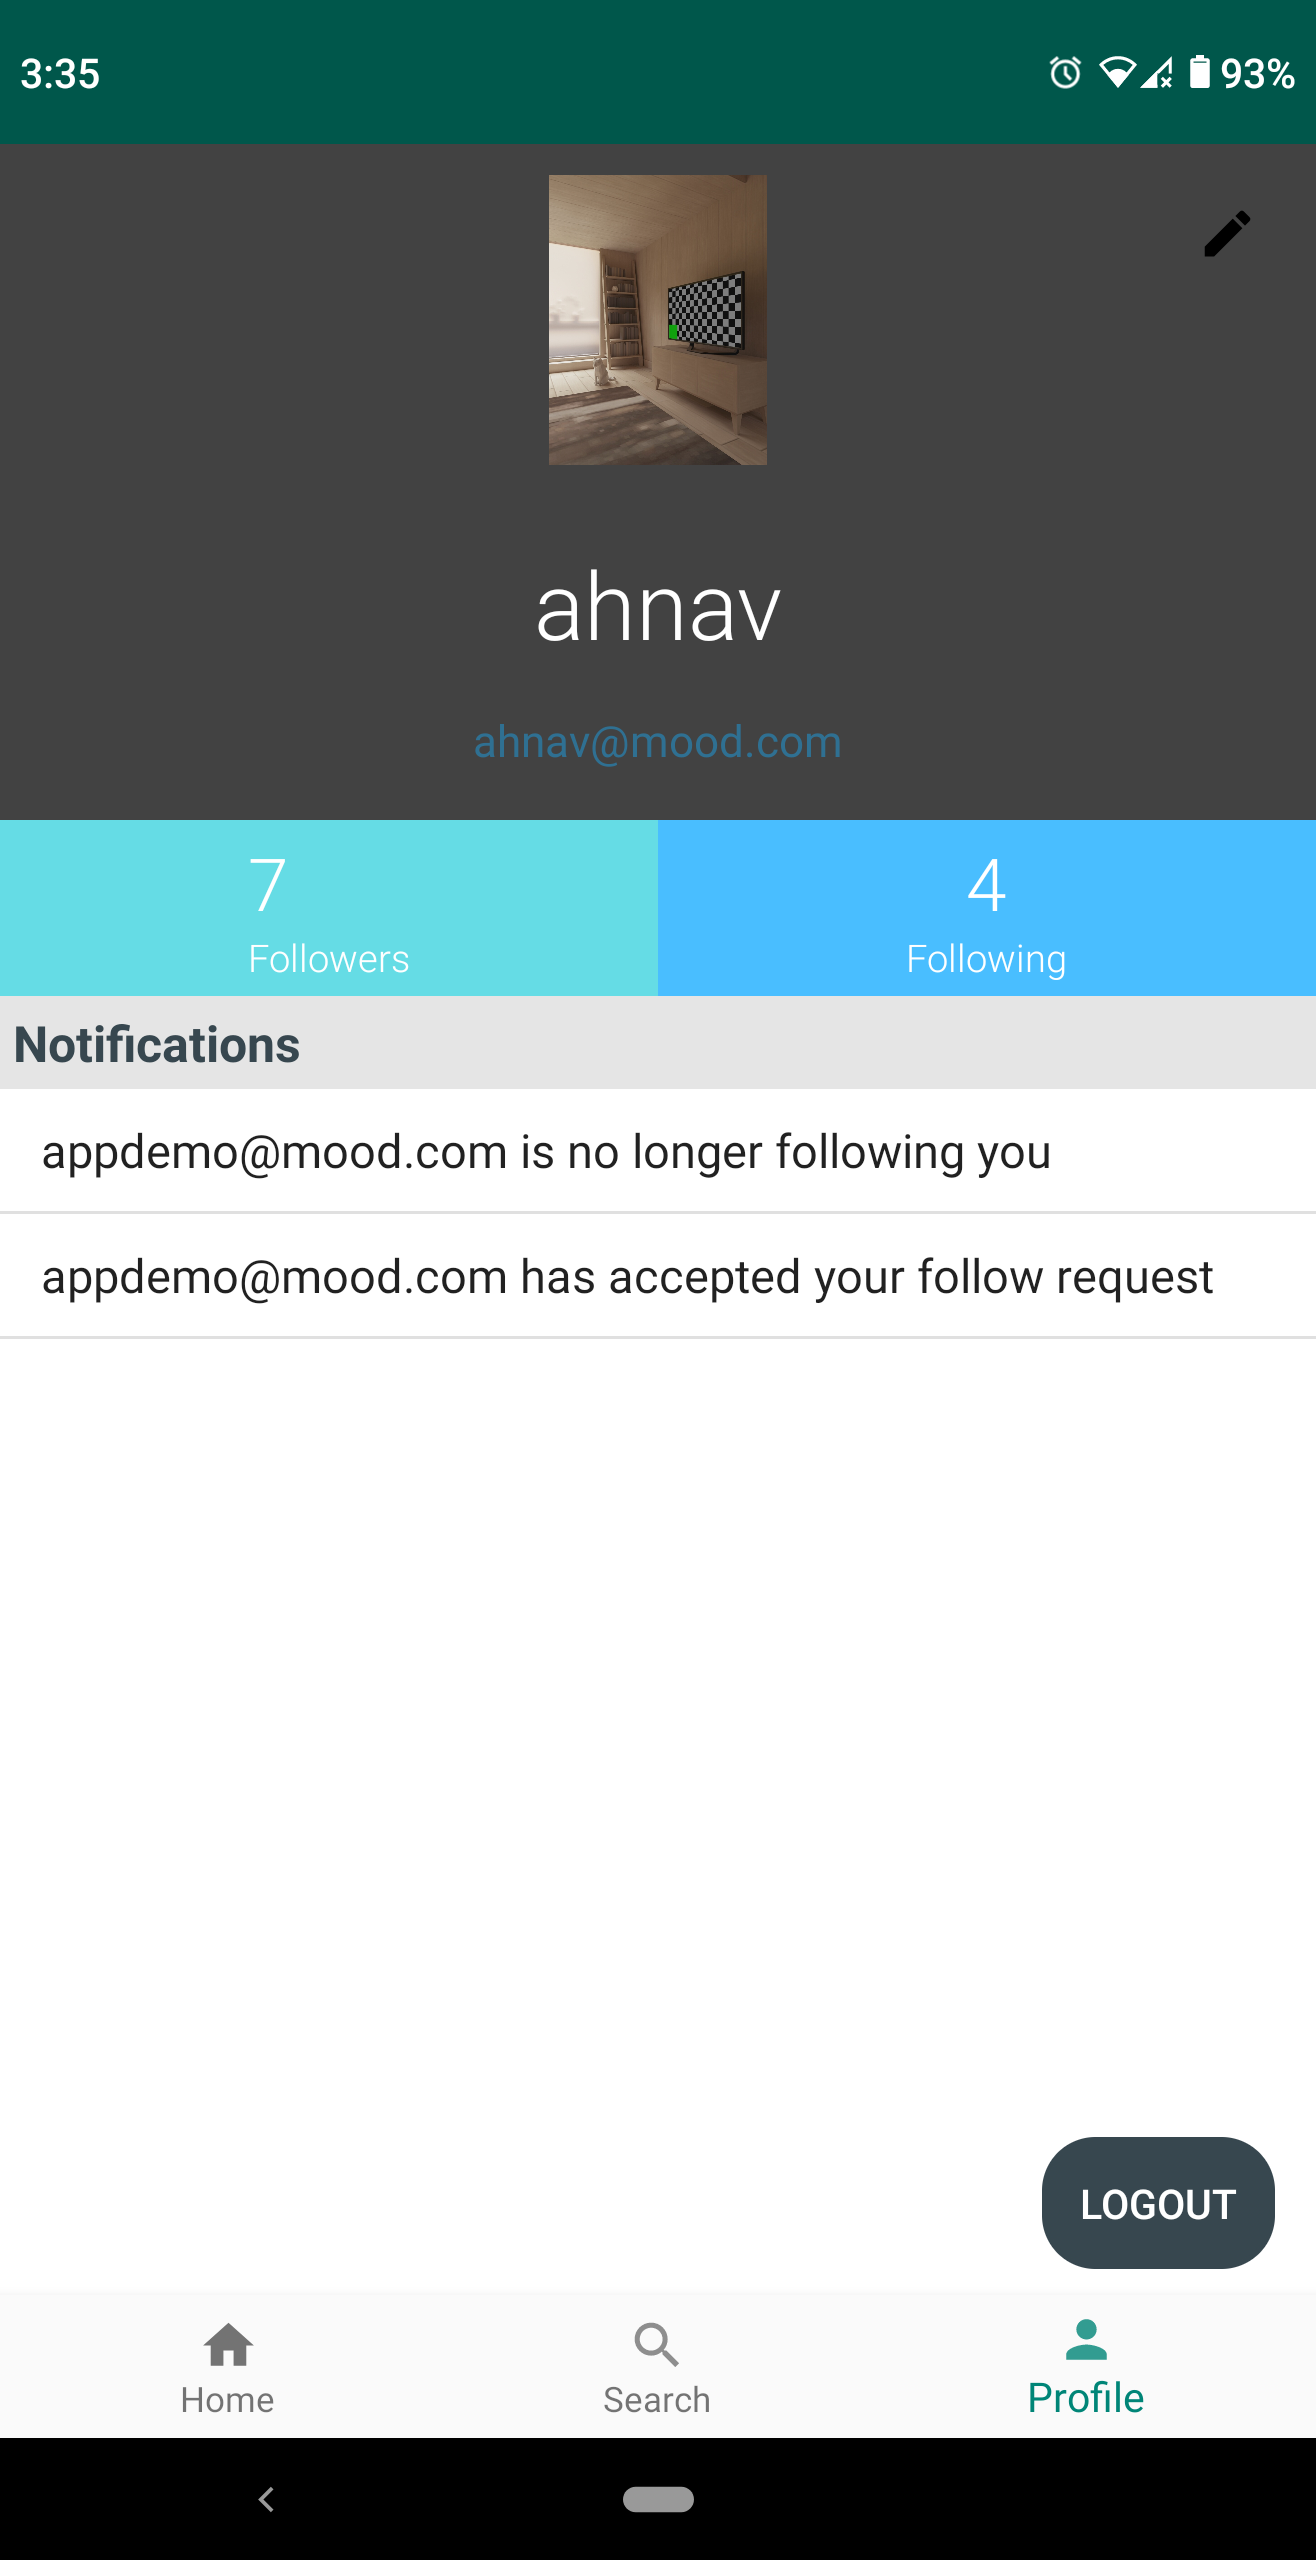 3:35
93%
ahnav
ahnav@mood.com
7
Followers
4
Following
Notifications
appdemo@mood.com is no longer following you
appdemo@mood.com has accepted your follow request
LOGOUT
Home
Search
Profile